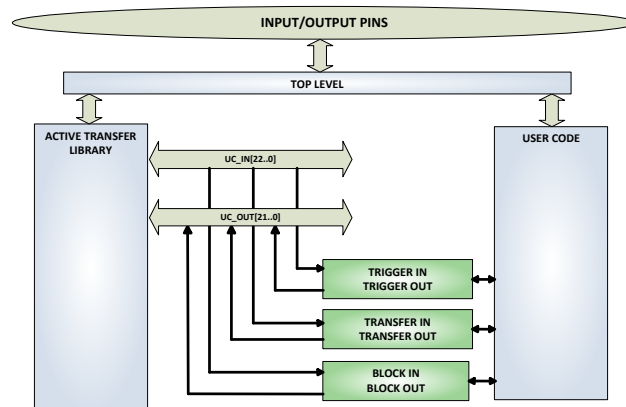 INPUT/OUTPUT PINS
TOP LEVEL
ACTIVE TRANSFER
LIBRARY
USER CODE
UC_IN[22..0]
UC_OUT[21..0]
TRIGGER IN
TRIGGER OUT
TRANSFER IN
TRANSFER OUT
BLOCK IN
BLOCK OUT